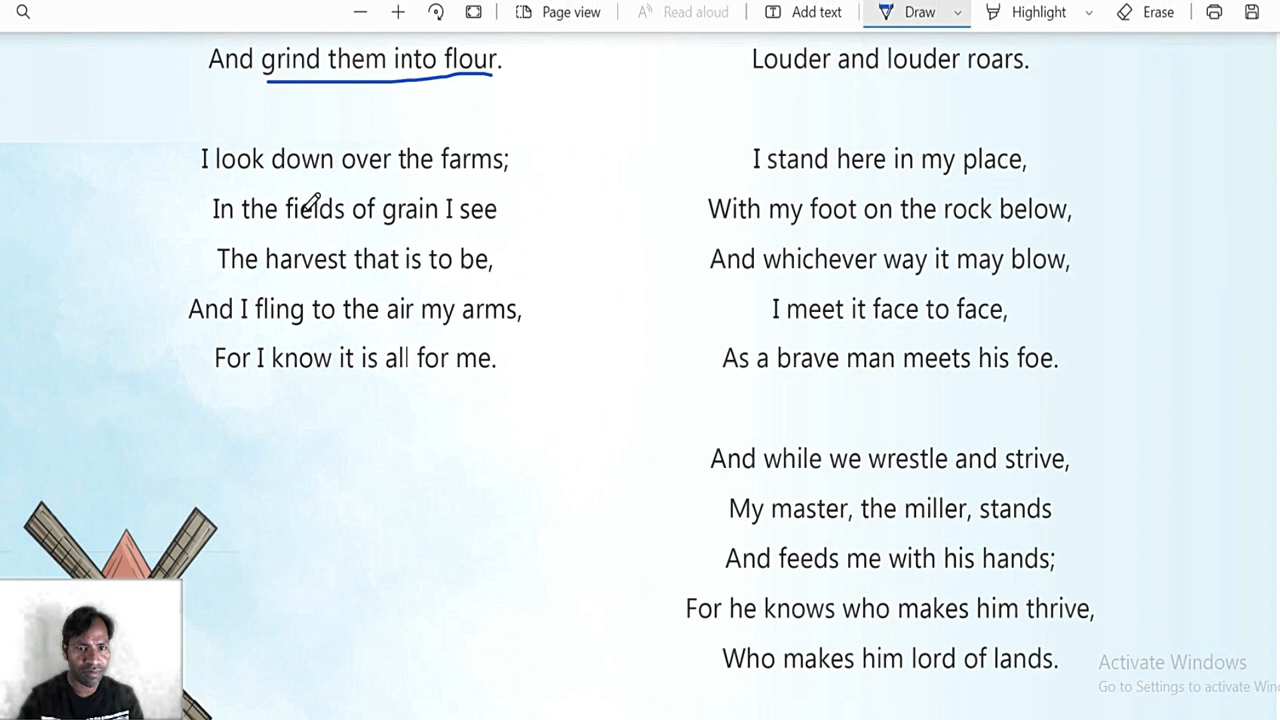 Page view
Read aloud
Add text
Draw
Highlight
Erase
And grind them into flour.
I look down over the farms;
In the fields of grain I see
The harvest that is to be,
And I fling to the air my arms,
For I know it is all for me.
Louder and louder roars.
I stand here in my place,
With my foot on the rock below,
And whichever way it may blow,
I meet it face to face,
As a brave man meets his foe.
And while we wrestle and strive,
My master, the miller, stands
And feeds me with his hands;
For he knows who makes him thrive,
Who makes him lord of lands.
Activate Windows
Go to Settings to activate Win